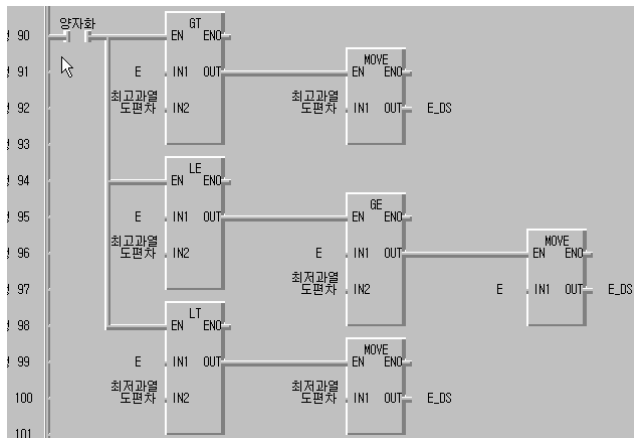 양자화
90
GT
EN ENO
MOVE
91
E IN1 OUT
EN ENO
92
최고과열
도편차 IN2
최고과열
도편차 IN1 OUT E_DS
93
94
LE
EN ENO
GE
95
E IN1 OUT
EN ENO
MOVE
96
최고과열
도편차 IN2
E IN1 OUT
EN ENO
97
최저과열
도편차 IN2
E IN1 OUT E_DS
98
LT
EN ENO
MOVE
99
E IN1 OUT
EN ENO
100
최저과열
도편차 IN2
최저과열
도편차 IN1 OUT E_DS
101